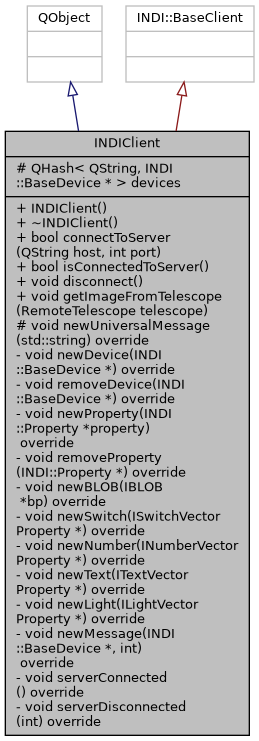 QObject
INDI::BaseClient
INDIClient
# QHash< QString, INDI
::BaseDevice * > devices
+ INDIClient()
+ ~INDIClient()
+ bool connectToServer
(QString host, int port)
+ bool isConnectedToServer()
+ void disconnect()
+ void getImageFromTelescope
(RemoteTelescope telescope)
# void newUniversalMessage
(std::string) override
- void newDevice(INDI
::BaseDevice *) override
- void removeDevice(INDI
::BaseDevice *) override
- void newProperty(INDI
::Property *property)
override
- void removeProperty
(INDI::Property *) override
- void newBLOB(IBLOB
*bp) override
- void newSwitch(ISwitchVector
Property *) override
- void newNumber(INumberVector
Property *) override
- void newText(ITextVector
Property *) override
- void newLight(ILightVector
Property *) override
- void newMessage(INDI
::BaseDevice *, int)
override
- void serverConnected
() override
- void serverDisconnected
(int) override